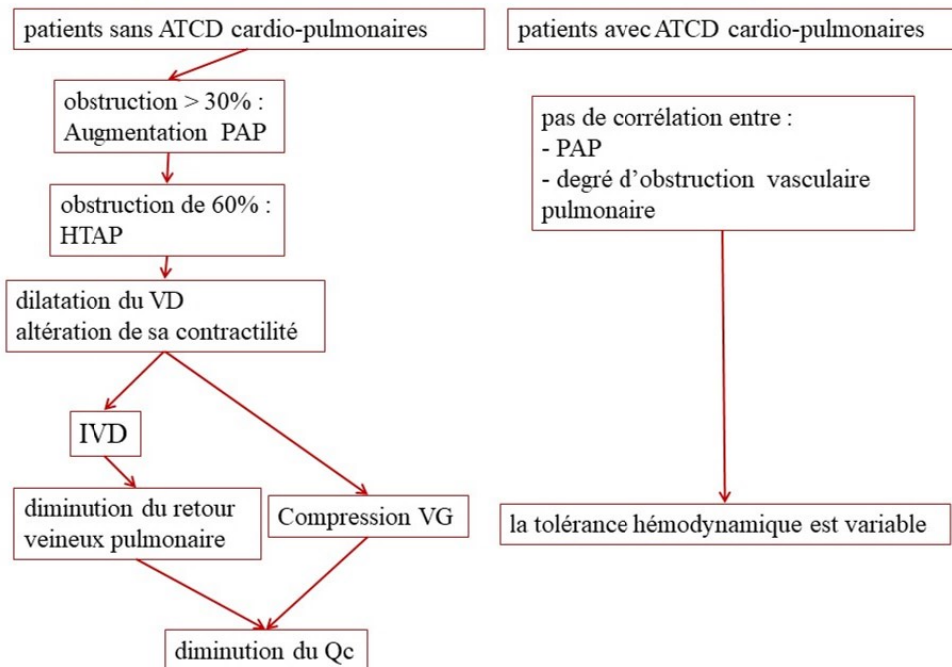 patients sans ATCD cardio-pulmonaires
obstruction > 30% :
Augmentation PAP
obstruction de 60% :
HTAP
dilatation du VD
altération de sa contractilité
IVD
diminution du retour
veineux pulmonaire
Compression VG
diminution du Qc
patients avec ATCD cardio-pulmonaires
pas de corrélation entre :
- PAP
- degré d’obstruction vasculaire
pulmonaire
la tolérance hémodynamique est variable